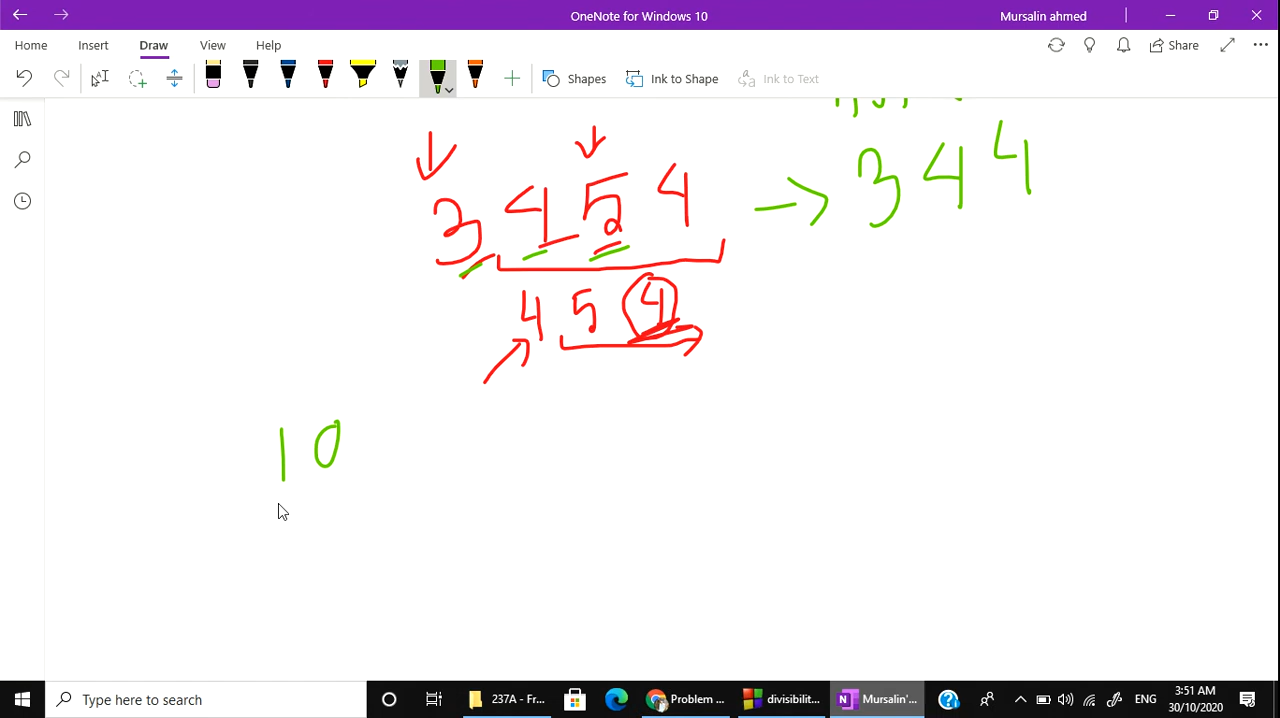 OneNote for Windows 10
Mursalin ahmed
Home Insert Draw View Help
Share
Shapes
Ink to Shape
Ink to Text
3 4 5 4 → 3 4 4
4 5 4
10
Type here to search
237A - Fr...
Problem ...
divisibilit...
Mursalin'...
ENG
3:51 AM
30/10/2020